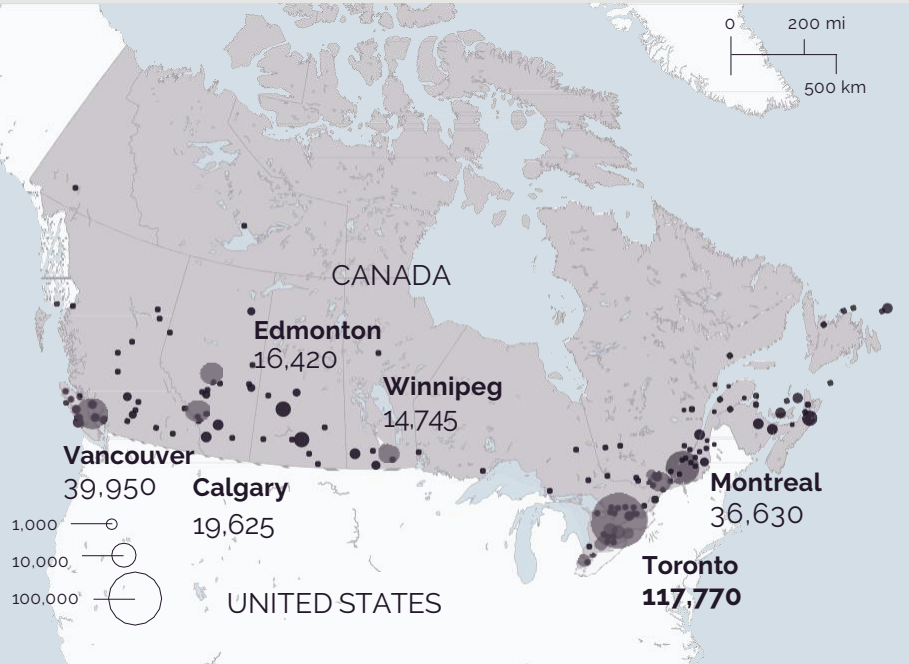 0 200 mi
500 km
CANADA
Edmonton
16,420
Winnipeg
14,745
Vancouver
39,950
Calgary
19,625
Montreal
36,630
Toronto
117,770
1,000
10,000
100,000
UNITED STATES